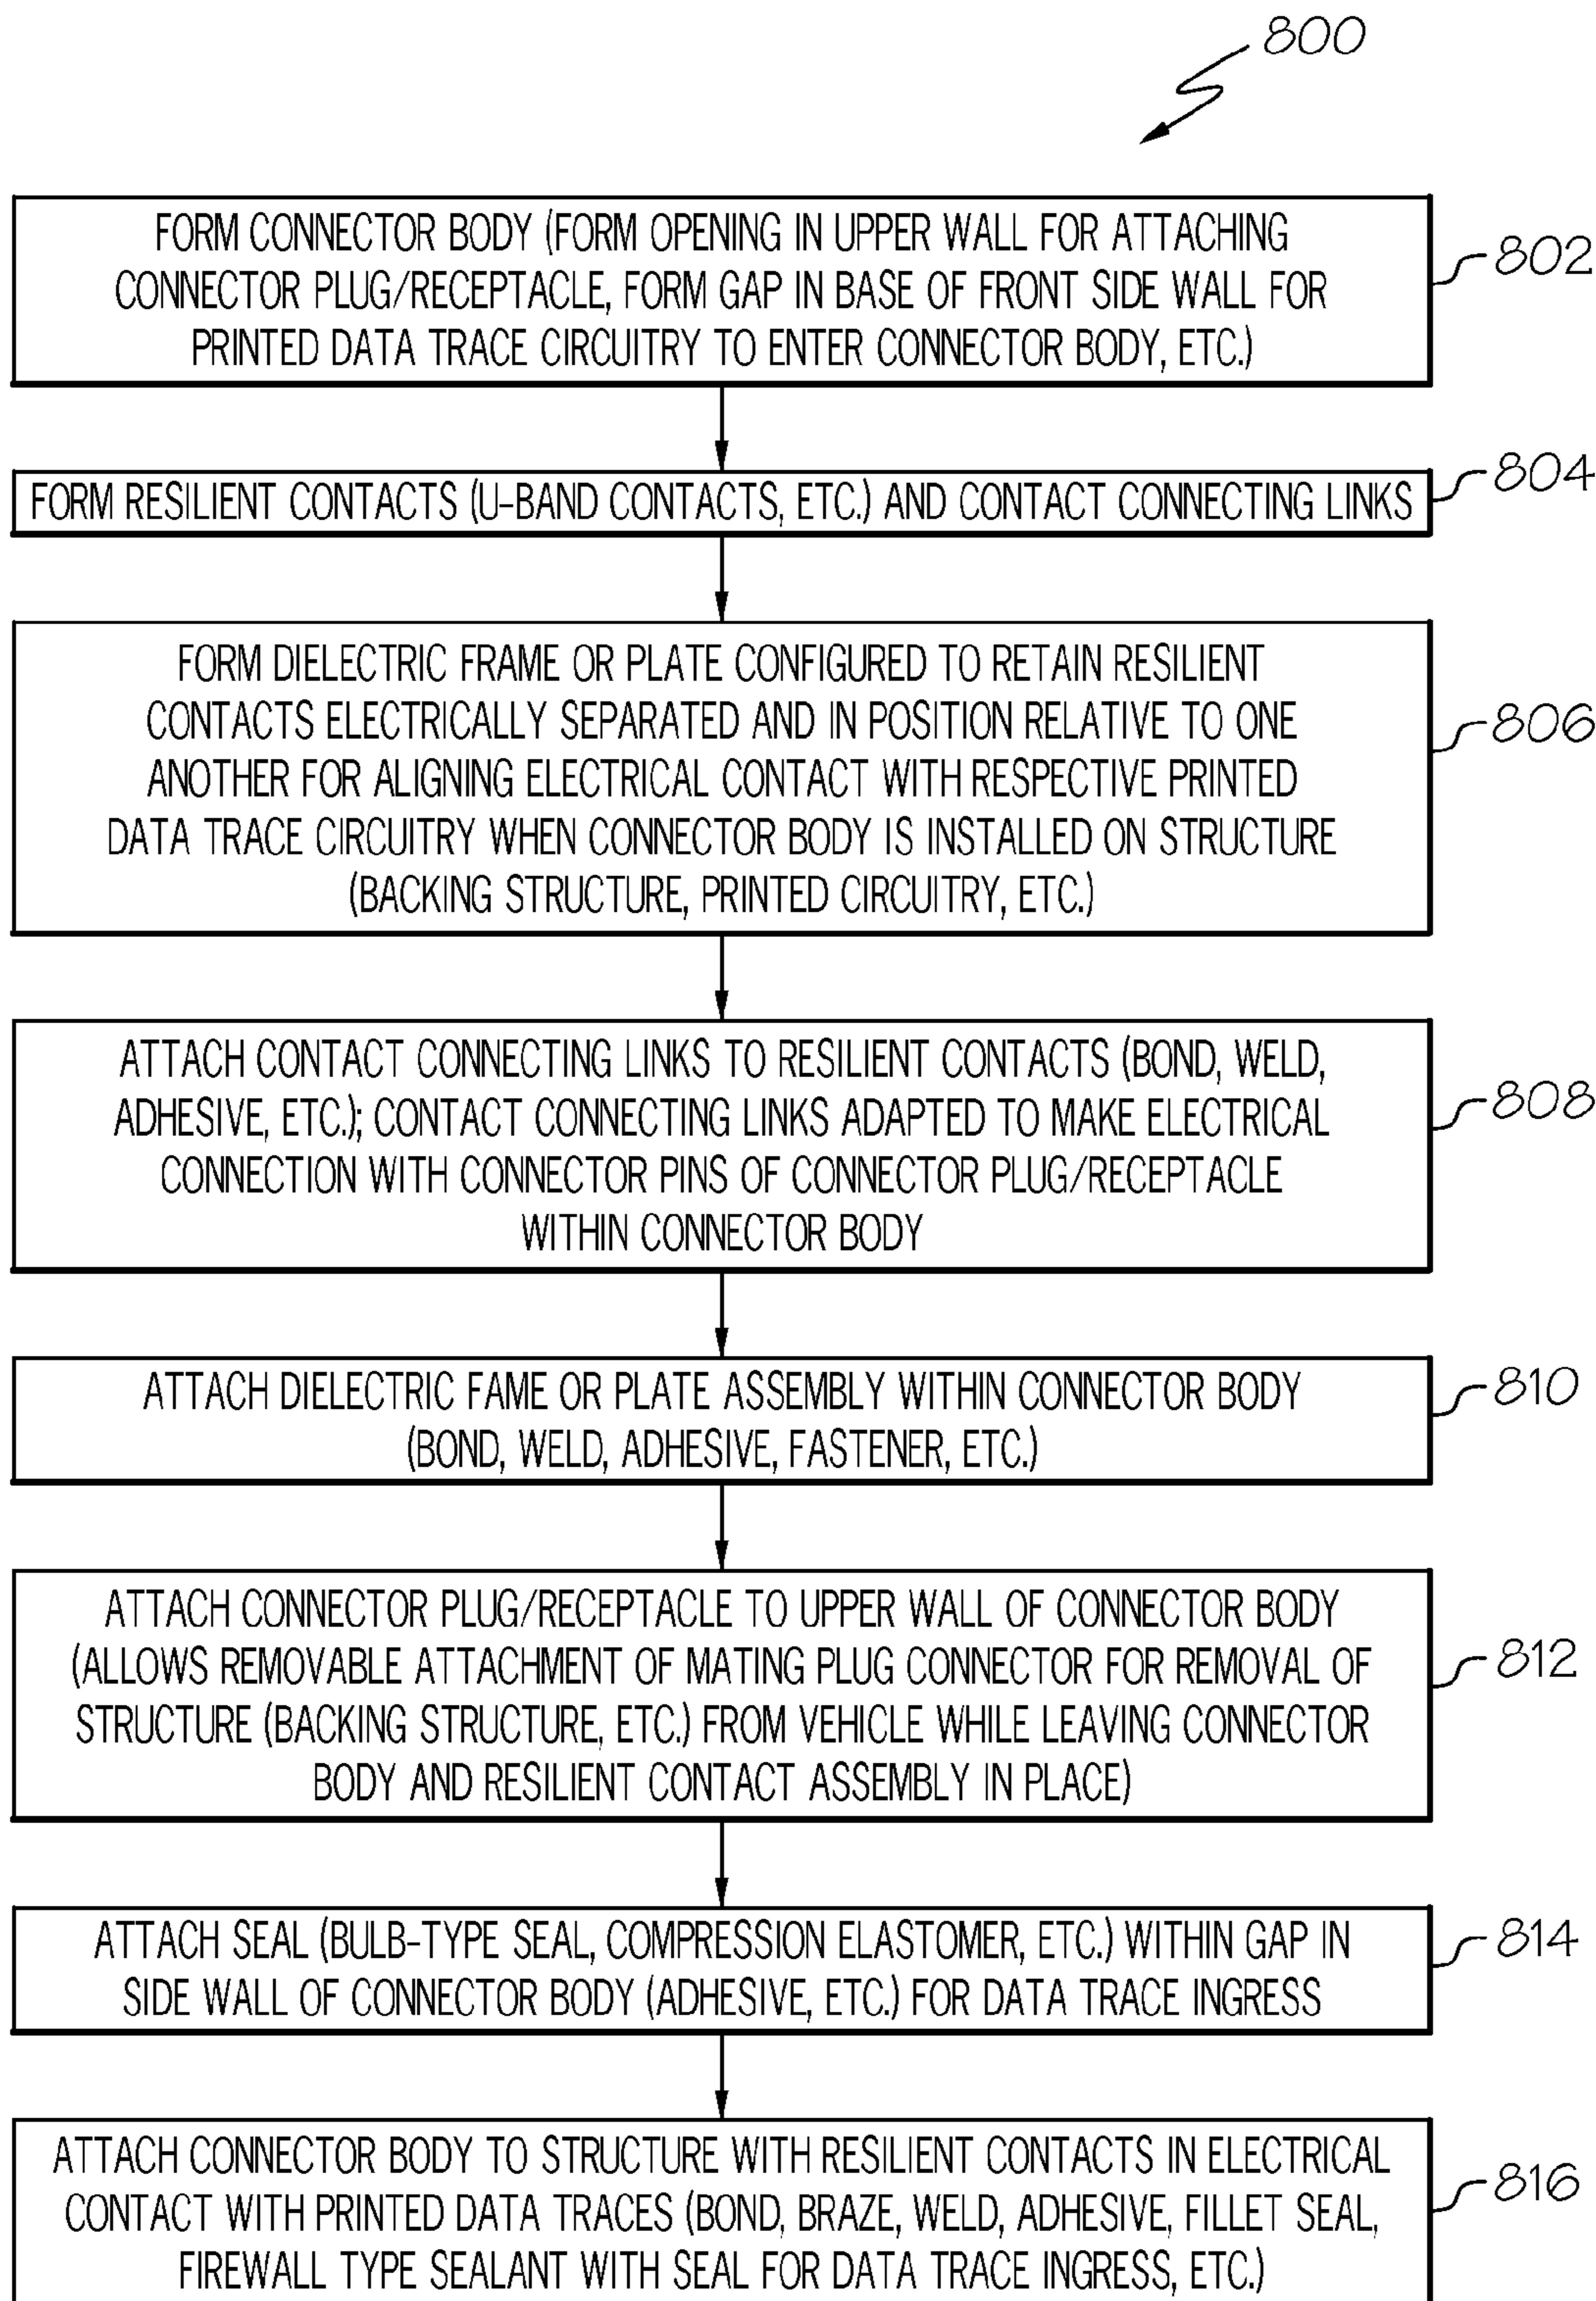 800
FORM CONNECTOR BODY (FORM OPENING IN UPPER WALL FOR ATTACHING
CONNECTOR PLUG/RECEPTACLE, FORM GAP IN BASE OF FRONT SIDE WALL FOR
PRINTED DATA TRACE CIRCUITRY TO ENTER CONNECTOR BODY, ETC.)
802
FORM RESILIENT CONTACTS (U-BAND CONTACTS, ETC.) AND CONTACT CONNECTING LINKS
804
FORM DIELECTRIC FRAME OR PLATE CONFIGURED TO RETAIN RESILIENT
CONTACTS ELECTRICALLY SEPARATED AND IN POSITION RELATIVE TO ONE
ANOTHER FOR ALIGNING ELECTRICAL CONTACT WITH RESPECTIVE PRINTED
DATA TRACE CIRCUITRY WHEN CONNECTOR BODY IS INSTALLED ON STRUCTURE
(BACKING STRUCTURE, PRINTED CIRCUITRY, ETC.)
806
ATTACH CONTACT CONNECTING LINKS TO RESILIENT CONTACTS (BOND, WELD,
ADHESIVE, ETC.); CONTACT CONNECTING LINKS ADAPTED TO MAKE ELECTRICAL
CONNECTION WITH CONNECTOR PINS OF CONNECTOR PLUG/RECEPTACLE
WITHIN CONNECTOR BODY
808
ATTACH DIELECTRIC FAME OR PLATE ASSEMBLY WITHIN CONNECTOR BODY
(BOND, WELD, ADHESIVE, FASTENER, ETC.)
810
ATTACH CONNECTOR PLUG/RECEPTACLE TO UPPER WALL OF CONNECTOR BODY
(ALLOWS REMOVABLE ATTACHMENT OF MATING PLUG CONNECTOR FOR REMOVAL OF
STRUCTURE (BACKING STRUCTURE, ETC.) FROM VEHICLE WHILE LEAVING CONNECTOR
BODY AND RESILIENT CONTACT ASSEMBLY IN PLACE)
812
ATTACH SEAL (BULB-TYPE SEAL, COMPRESSION ELASTOMER, ETC.) WITHIN GAP IN
SIDE WALL OF CONNECTOR BODY (ADHESIVE, ETC.) FOR DATA TRACE INGRESS
814
ATTACH CONNECTOR BODY TO STRUCTURE WITH RESILIENT CONTACTS IN ELECTRICAL
CONTACT WITH PRINTED DATA TRACES (BOND, BRAZE, WELD, ADHESIVE, FILLET SEAL,
FIREWALL TYPE SEALANT WITH SEAL FOR DATA TRACE INGRESS, ETC.)
816